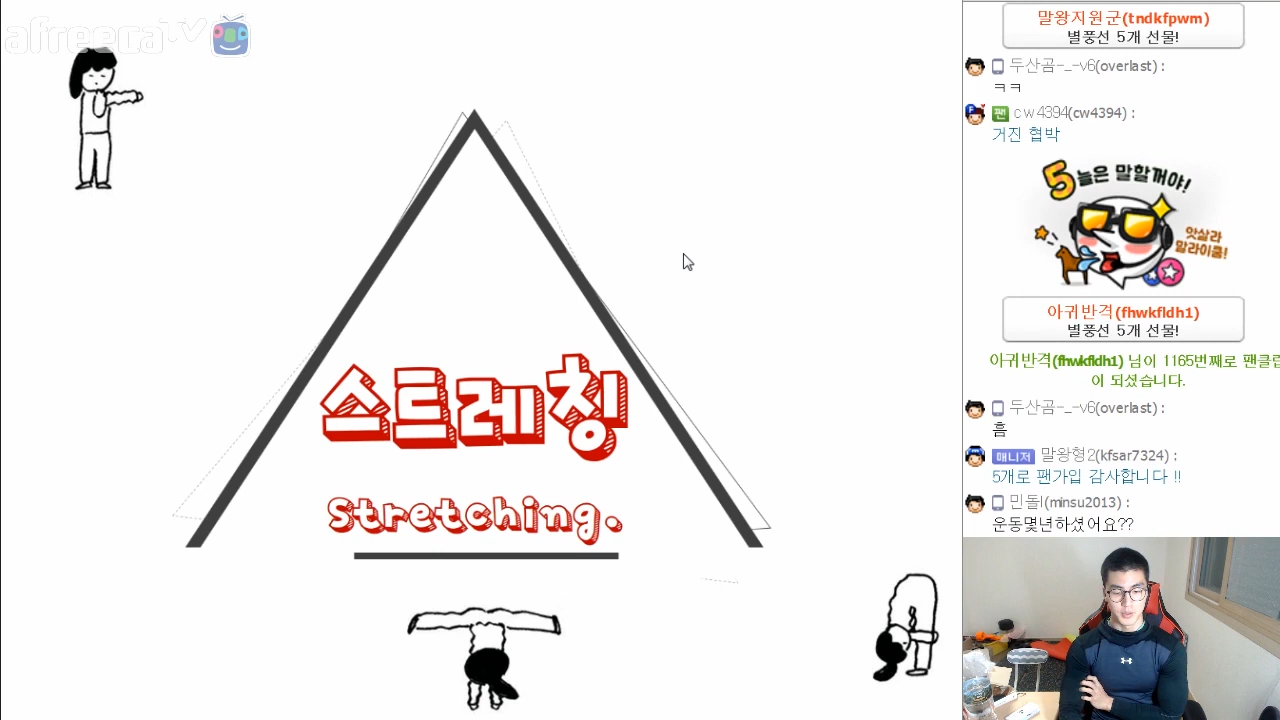 afreecaTV
스트레칭
Stretching.
말왕지원군(tndkfpwm)
별풍선 5개 선물!
두산곰-_-v6(overlast) :
ㅋㅋ
팬 cw4394(cw4394) :
거진 협박
5늘은 말할꺼야!
앗살라
말라이쿰!
아귀반격(fhwkfldh1)
별풍선 5개 선물!
아귀반격(fhwkfldh1) 님이 1165번째로 팬클럽
이 되셨습니다.
두산곰-_-v6(overlast) :
흠
매니저 말왕형2(kfsar7324) :
5개로 팬가입 감사합니다 !!
민돌I(minsu2013) :
운동몇년하셨어요??